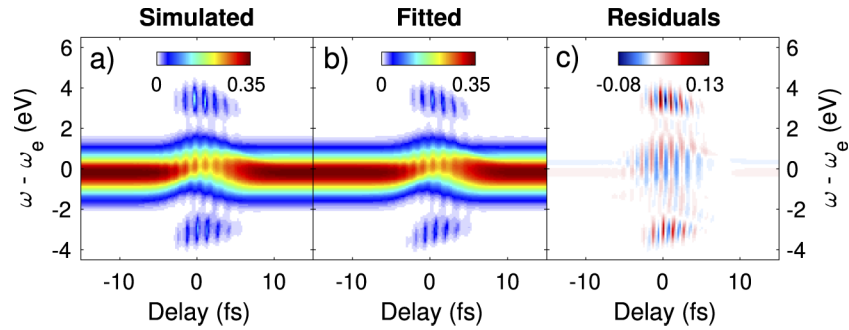 Simulated Fitted Residuals
a) b) c)
0 0.35 0 0.35 -0.08 0.13
6
4
2
0
-2
-4
6
4
2
0
-2
-4
ω - ωe (eV)
ω - ωe (eV)
-10 0 10 -10 0 10 -10 0 10
Delay (fs) Delay (fs) Delay (fs)